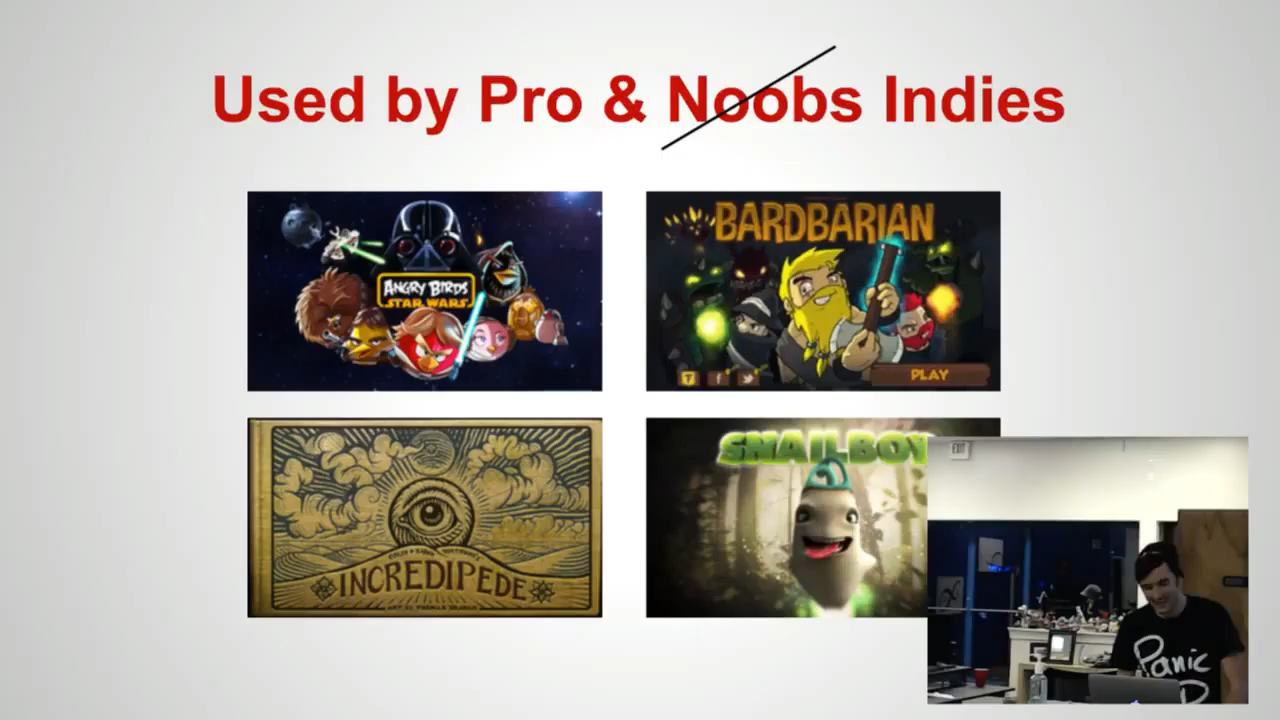 Used by Pro & Noobs Indies
ANGRY BIRDS
STAR WARS
BARDBARIAN
PLAY
INCREDIPEDE
SNAILBOY
EXIT
Panic